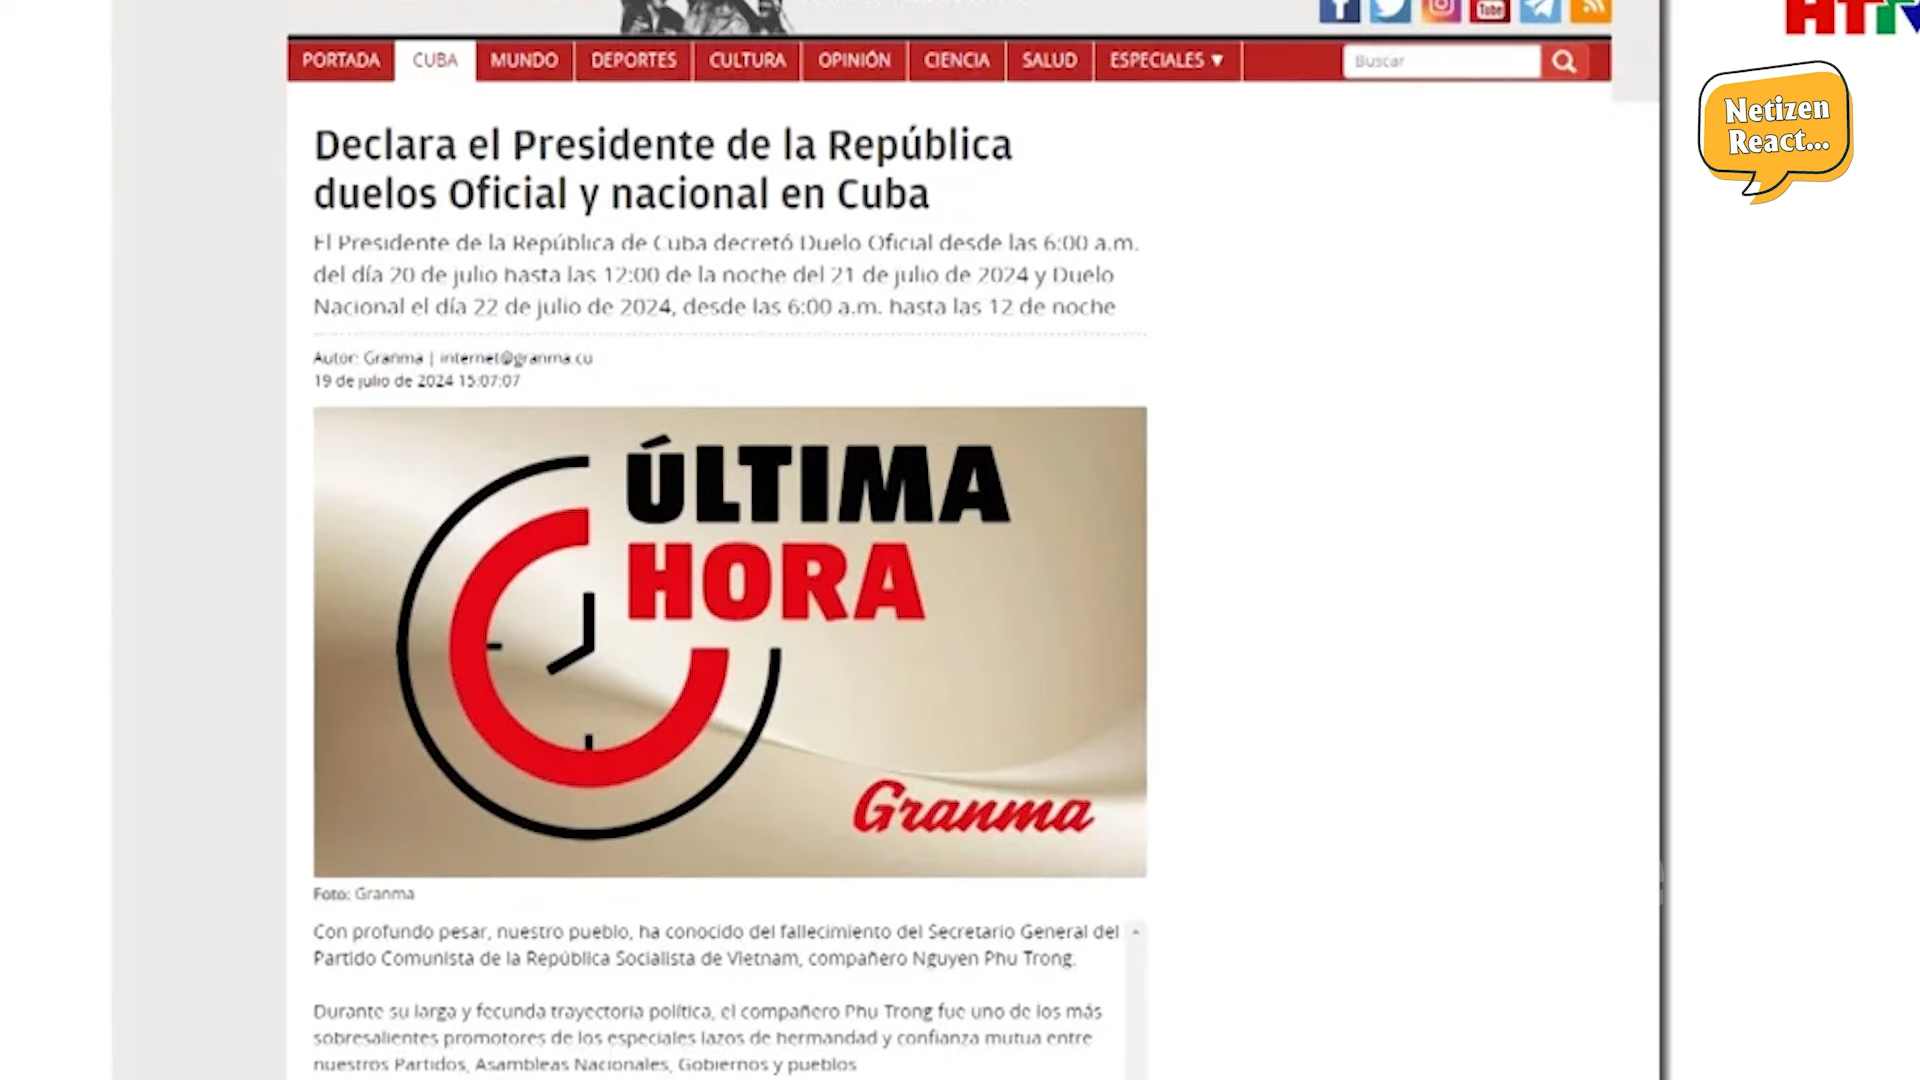 PORTADA CUBA MUNDO DEPORTES CULTURA OPINIÓN CIENCIA SALUD ESPECIALES ▼ Buscar
Netizen
React...
Declara el Presidente de la República
duelos Oficial y nacional en Cuba
El Presidente de la República de Cuba decretó Duelo Oficial desde las 6:00 a.m.
del día 20 de julio hasta las 12:00 de la noche del 21 de julio de 2024 y Duelo
Nacional el día 22 de julio de 2024, desde las 6:00 a.m. hasta las 12 de noche
Autor: Granma | internet@granma.cu
19 de julio de 2024 15:07:07
ÚLTIMA
HORA
Granma
Foto: Granma
Con profundo pesar, nuestro pueblo, ha conocido del fallecimiento del Secretario General del
Partido Comunista de la República Socialista de Vietnam, compañero Nguyen Phu Trong.
Durante su larga y fecunda trayectoria política, el compañero Phu Trong fue uno de los más
sobresalientes promotores de los especiales lazos de hermandad y confianza mutua entre
nuestros Partidos, Asambleas Nacionales, Gobiernos y pueblos